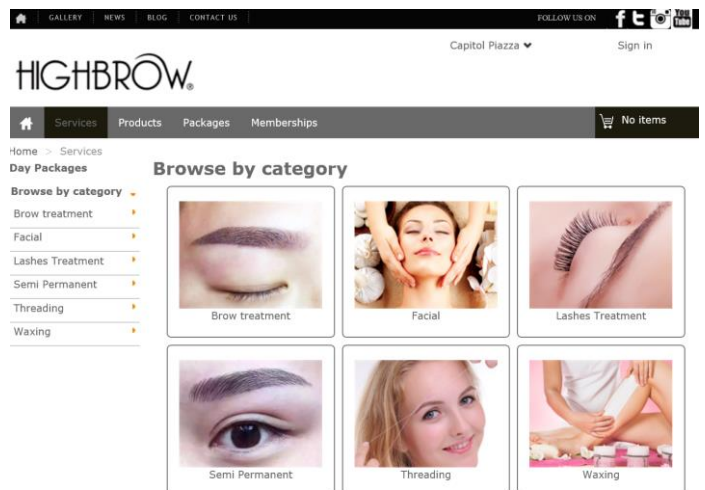 GALLERY NEWS BLOG CONTACT US FOLLOW US ON f t You Tube
Capitol Piazza Sign in
HIGHBROW®
Services Products Packages Memberships No items
Home > Services
Day Packages
Browse by category
Browse by category
Brow treatment
Facial
Lashes Treatment
Semi Permanent
Threading
Waxing
Brow treatment Facial Lashes Treatment
Semi Permanent Threading Waxing